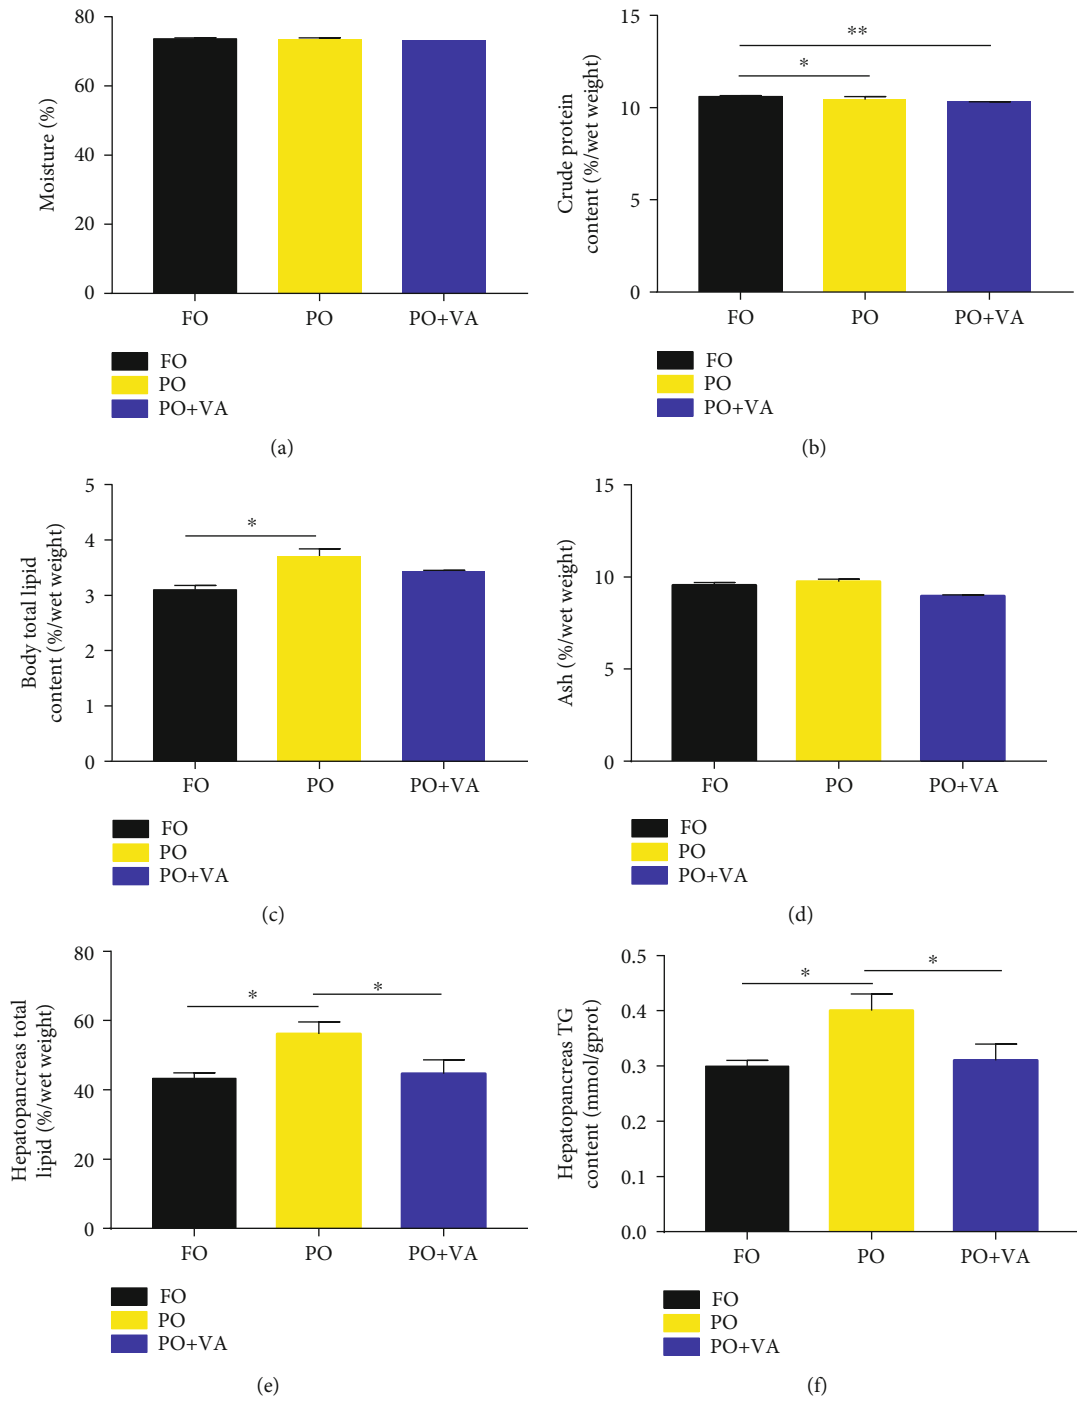 80
60
40
20
0
Moisture (%)
FO PO PO+VA
FO
PO
PO+VA
(a)
15
10
5
0
Crude protein
content (%/wet weight)
**
*
FO PO PO+VA
FO
PO
PO+VA
(b)
5
4
3
2
1
0
Body total lipid
content (%/wet weight)
*
FO PO PO+VA
FO
PO
PO+VA
(c)
15
10
5
0
Ash (%/wet weight)
FO PO PO+VA
FO
PO
PO+VA
(d)
80
60
40
20
0
Hepatopancreas total
lipid (%/wet weight)
* *
FO PO PO+VA
FO
PO
PO+VA
(e)
0.5
0.4
0.3
0.2
0.1
0.0
Hepatopancreas TG
content (mmol/gprot)
* *
FO PO PO+VA
FO
PO
PO+VA
(f)